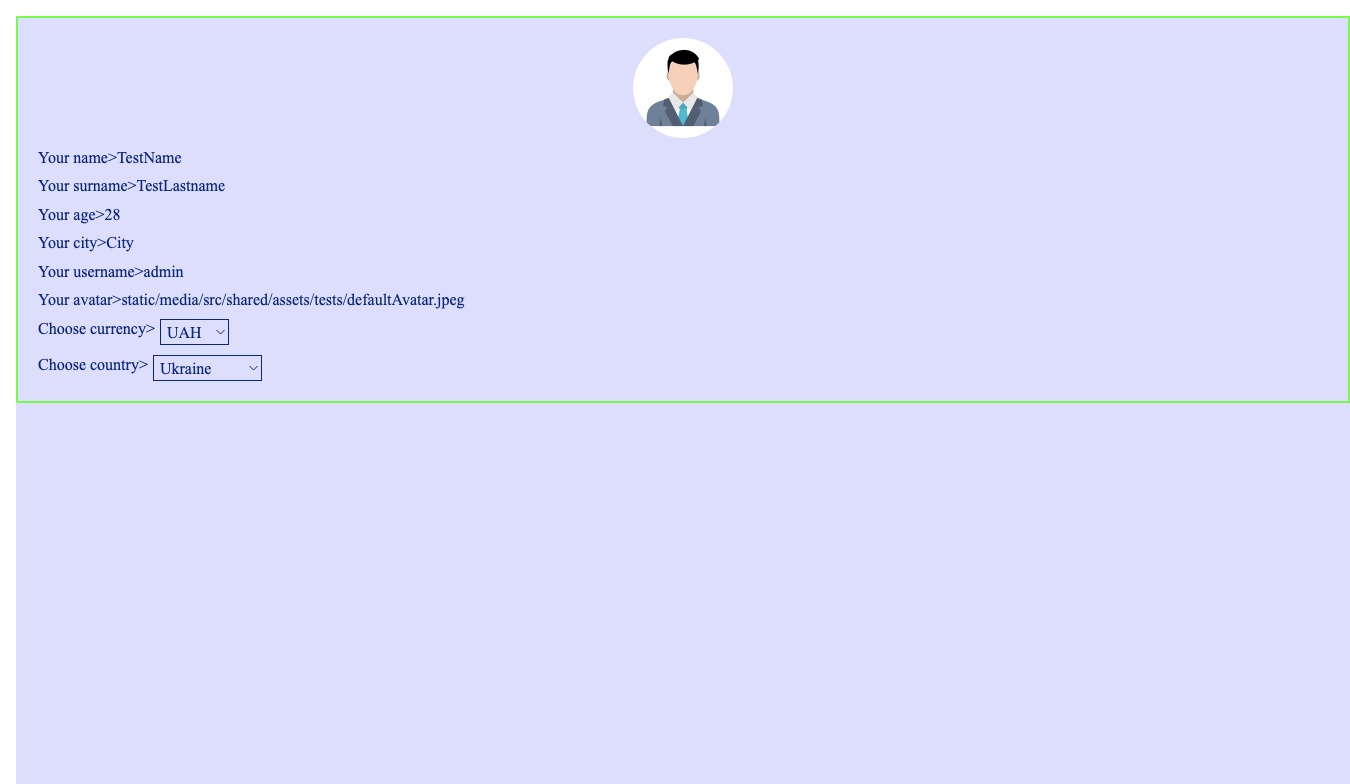 Your name>TestName
Your surname>TestLastname
Your age>28
Your city>City
Your username>admin
Your avatar>static/media/src/shared/assets/tests/defaultAvatar.jpeg
Choose currency> UAH
Choose country> Ukraine